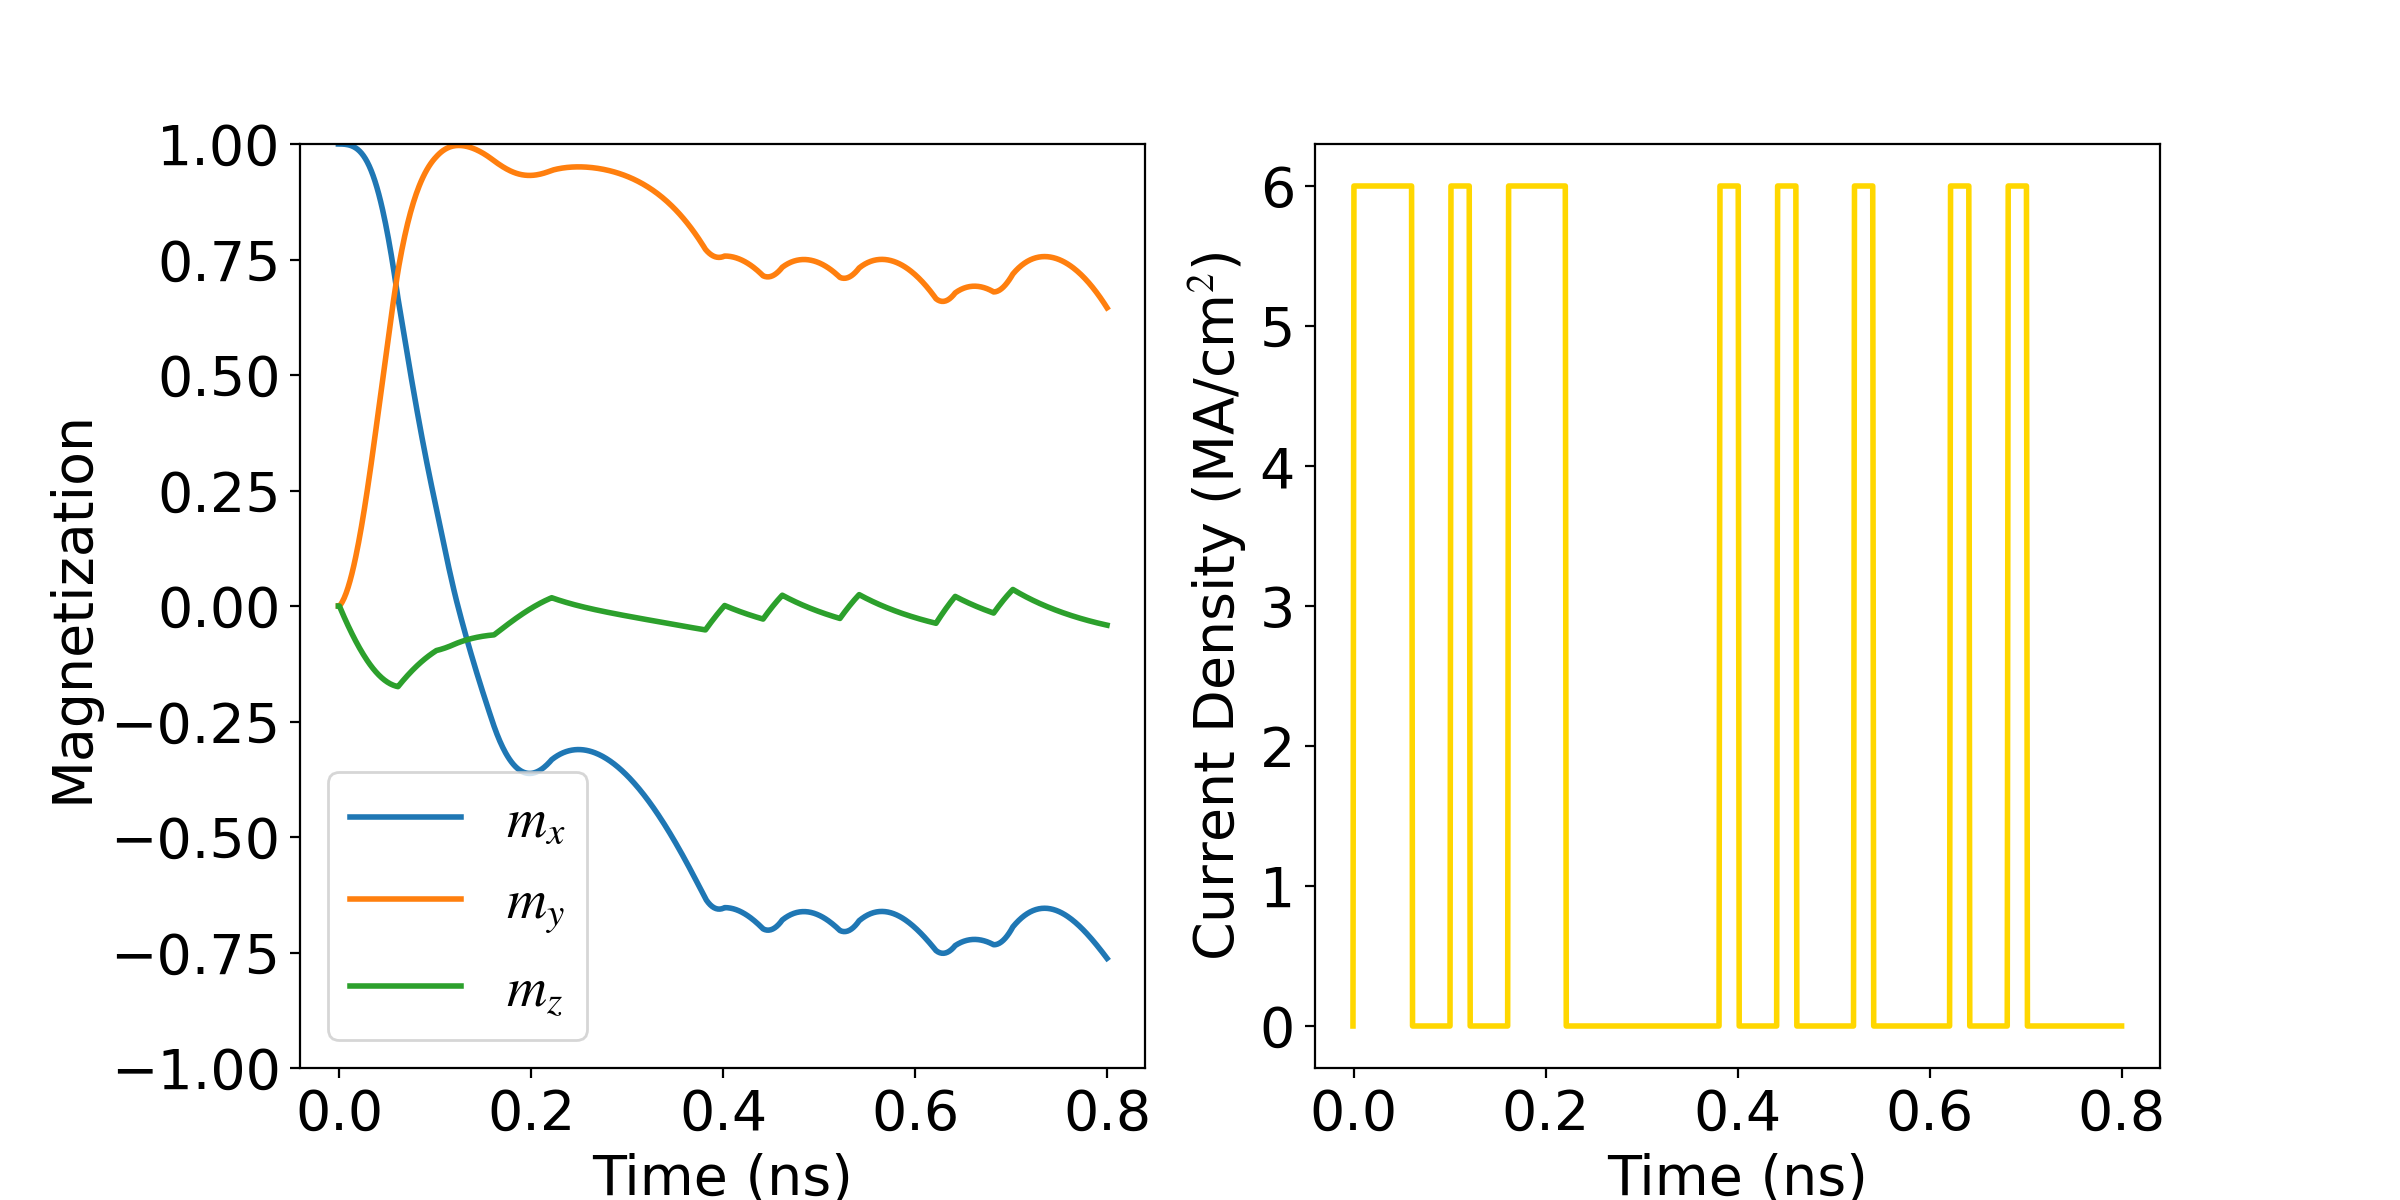 1.00
0.75
0.50
0.25
0.00
−0.25
−0.50
−0.75
−1.00
Magnetization
m_x
m_y
m_z
0.0 0.2 0.4 0.6 0.8
Time (ns)
6
5
4
3
2
1
0
Current Density (MA/cm²)
0.0 0.2 0.4 0.6 0.8
Time (ns)